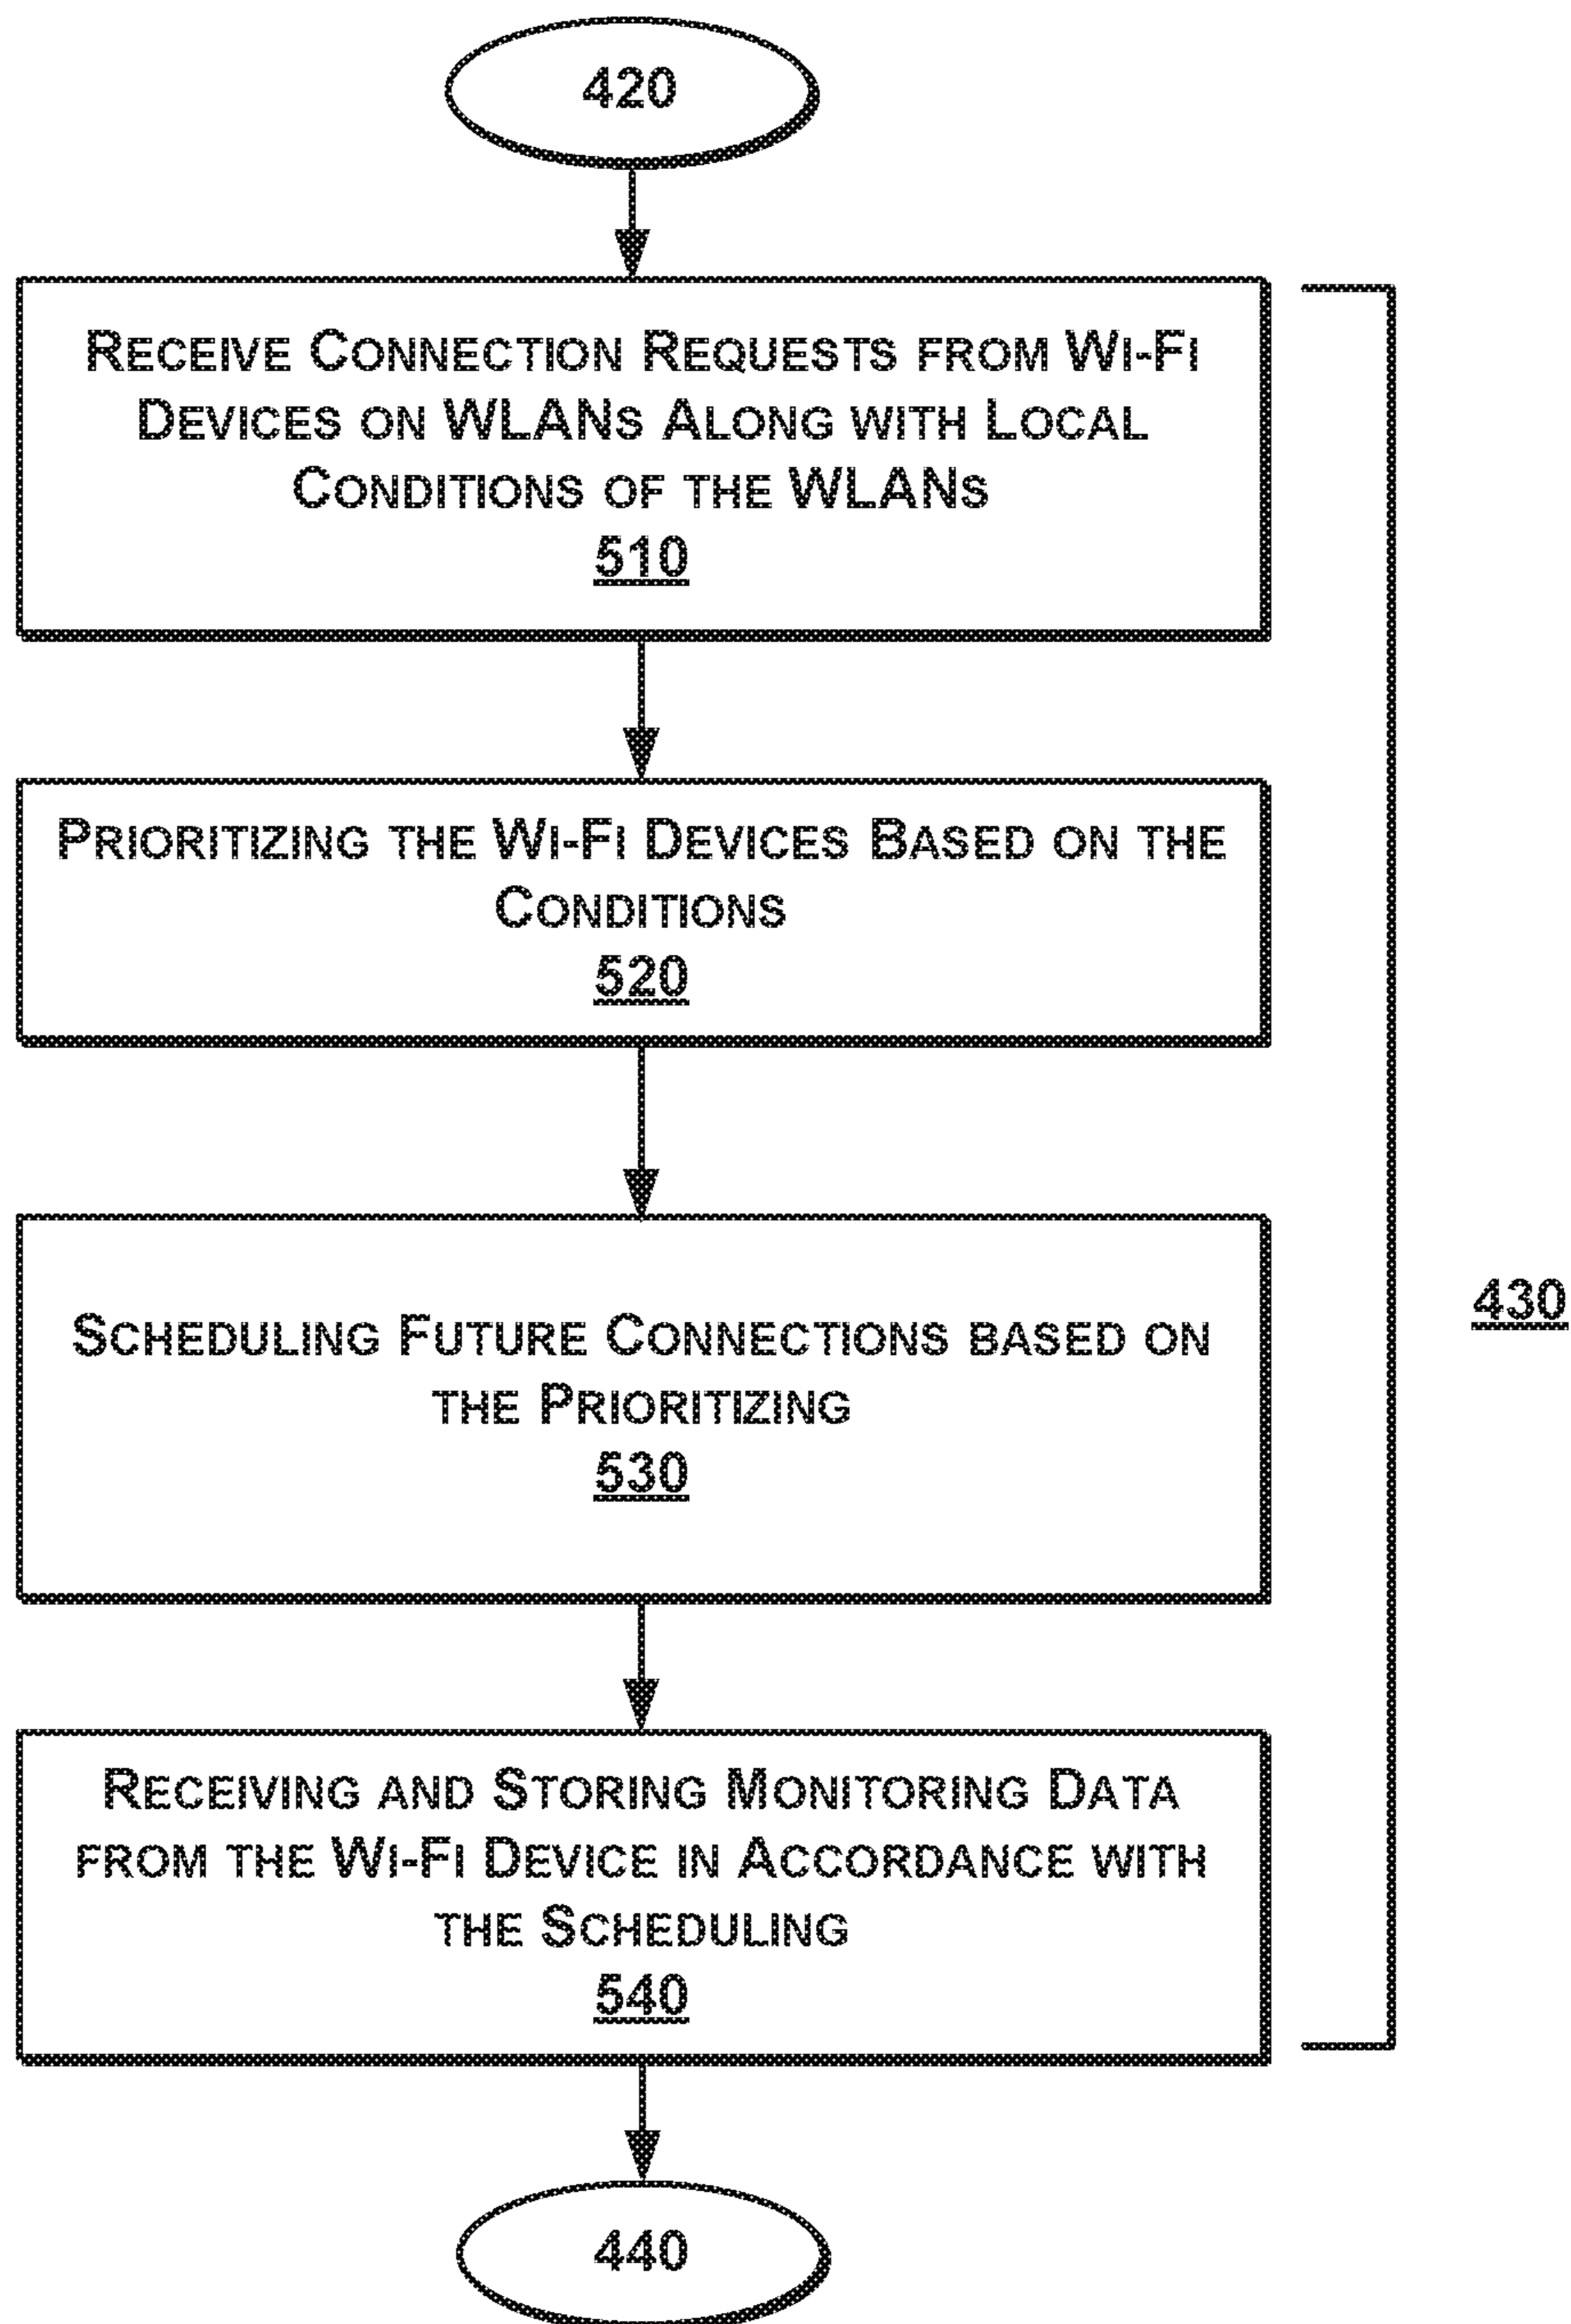 420
Receive Connection Requests from Wi-Fi
Devices on WLANs Along with Local
Conditions of the WLANs
510
Prioritizing the Wi-Fi Devices Based on the
Conditions
520
430
Scheduling Future Connections based on
the Prioritizing
530
Receiving and Storing Monitoring Data
from the Wi-Fi Device in Accordance with
the Scheduling
540
440